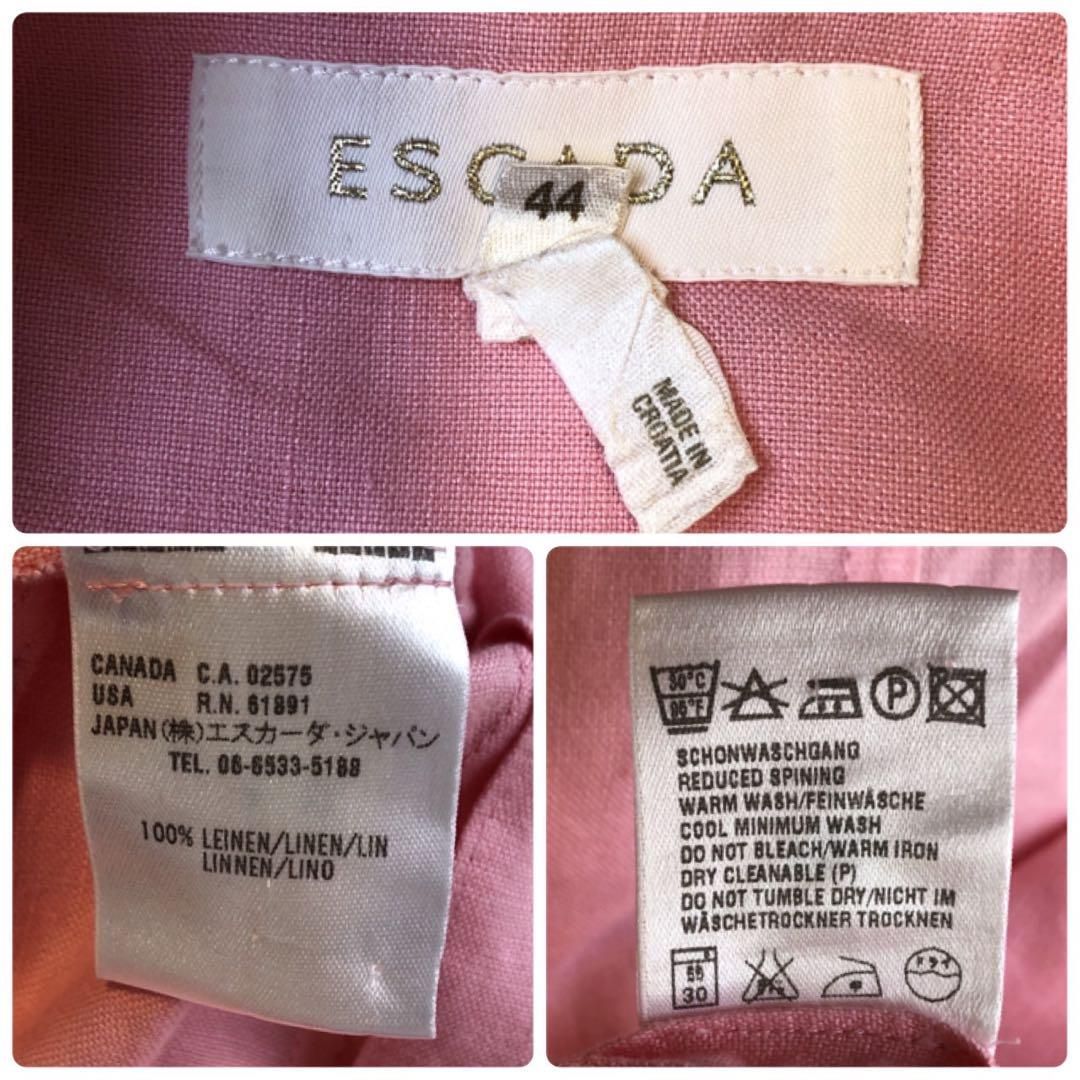 ESCADA
44
MADE IN
CROATIA
CANADA C.A. 02575
USA R.N. 61891
JAPAN(株)エスカーダ・ジャパン
TEL. 06-6533-5188
100% LEINEN/LINEN/LIN
LINNEN/LINO
30°C
P
SCHONWASCHGANG
REDUCED SPINING
WARM WASH/FEINWÄSCHE
COOL MINIMUM WASH
DO NOT BLEACH/WARM IRON
DRY CLEANABLE (P)
DO NOT TUMBLE DRY/NICHT IM
WÄSCHETROCKNER TROCKNEN
30
ドライ